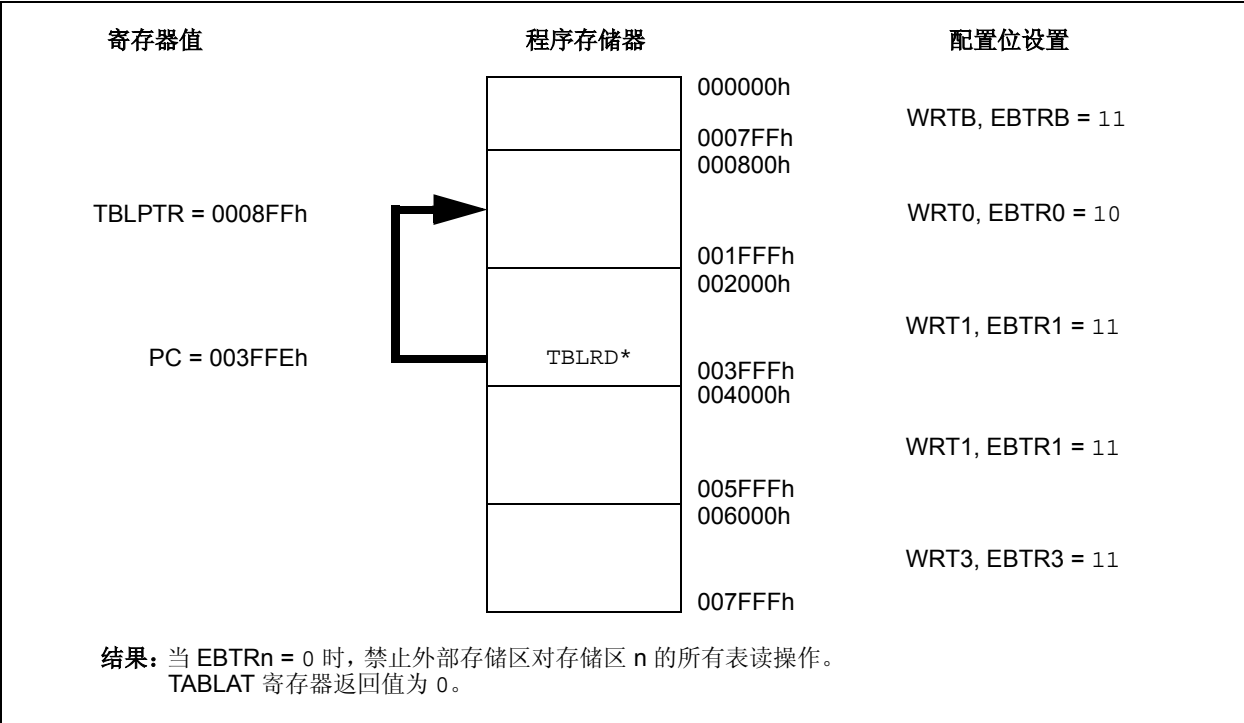 寄存器值 程序存储器 配置位设置
000000h
WRTB, EBTRB = 11
0007FFh
000800h
TBLPTR = 0008FFh WRT0, EBTR0 = 10
001FFFh
002000h
WRT1, EBTR1 = 11
PC = 003FFEh TBLRD*
003FFFh
004000h
WRT1, EBTR1 = 11
005FFFh
006000h
WRT3, EBTR3 = 11
007FFFh
结果：当 EBTRn = 0 时，禁止外部存储区对存储区 n 的所有表读操作。
TABLAT 寄存器返回值为 0。